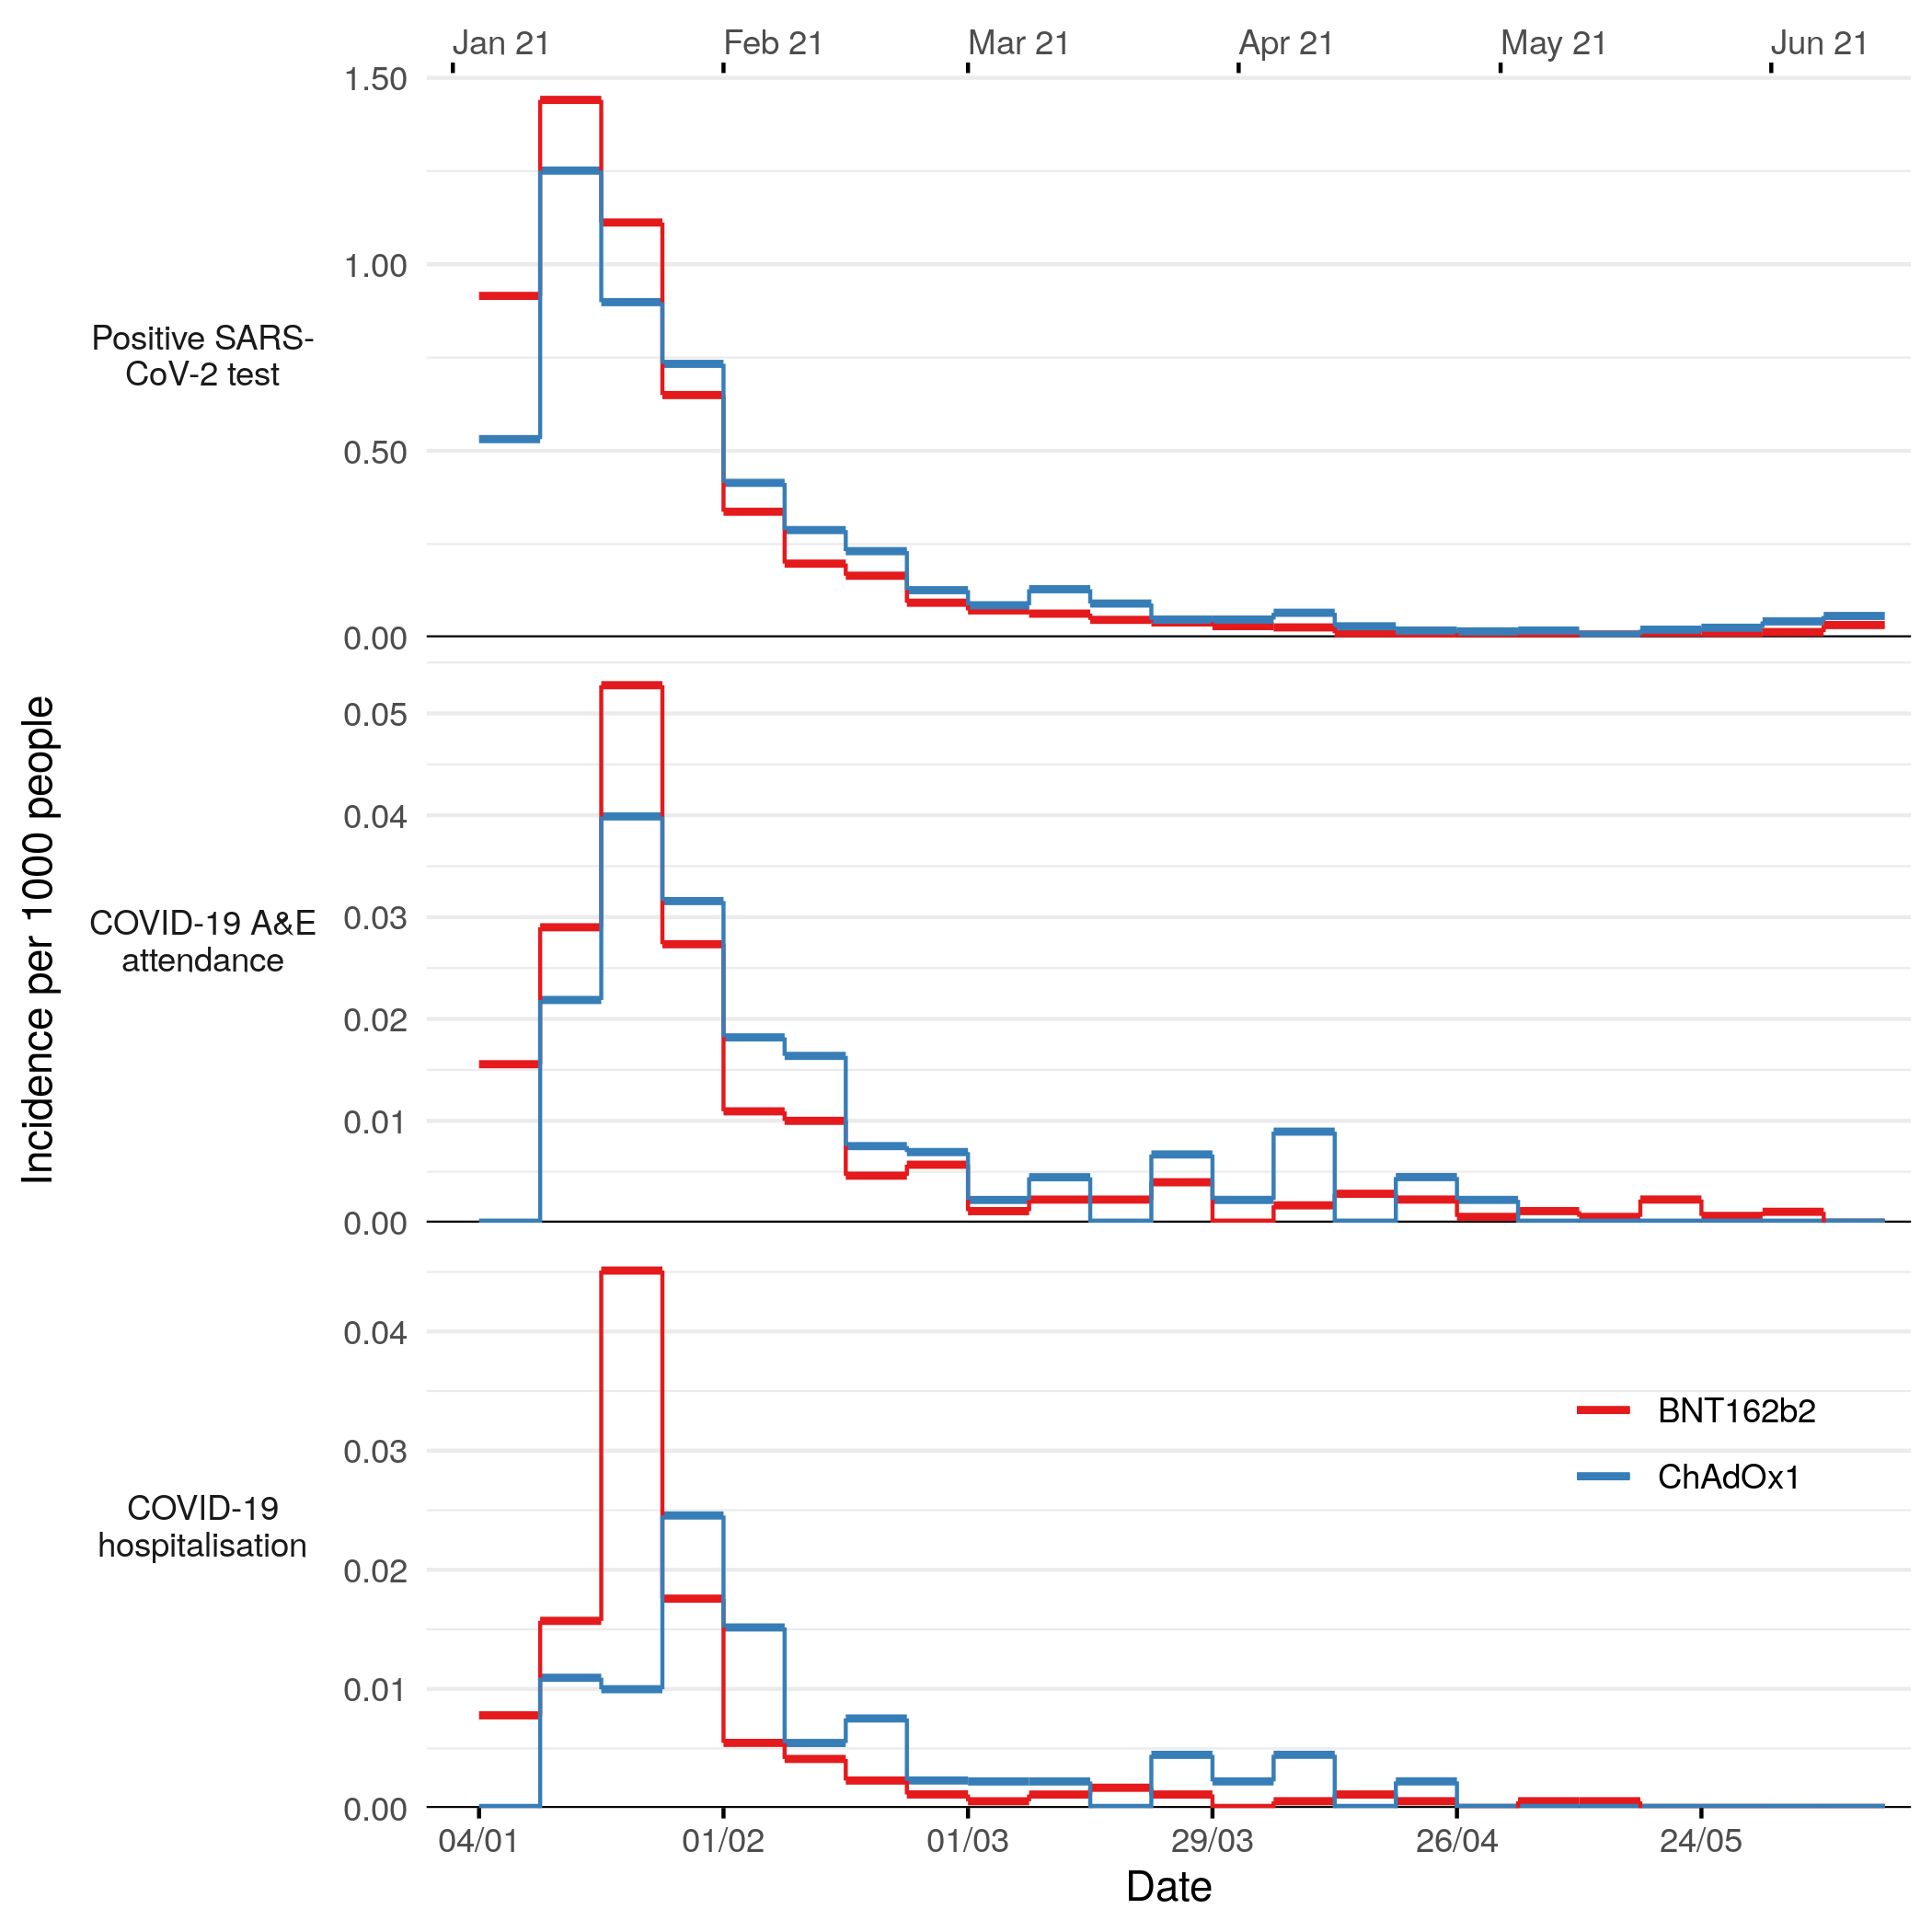 Jan 21 Feb 21 Mar 21 Apr 21 May 21 Jun 21
1.50
1.00
Positive SARS-
CoV-2 test
0.50
0.00
0.05
0.04
0.03
COVID-19 A&E
attendance
0.02
0.01
0.00
Incidence per 1000 people
0.04
BNT162b2
0.03
ChAdOx1
COVID-19
hospitalisation
0.02
0.01
0.00
04/01 01/02 01/03 29/03 26/04 24/05
Date